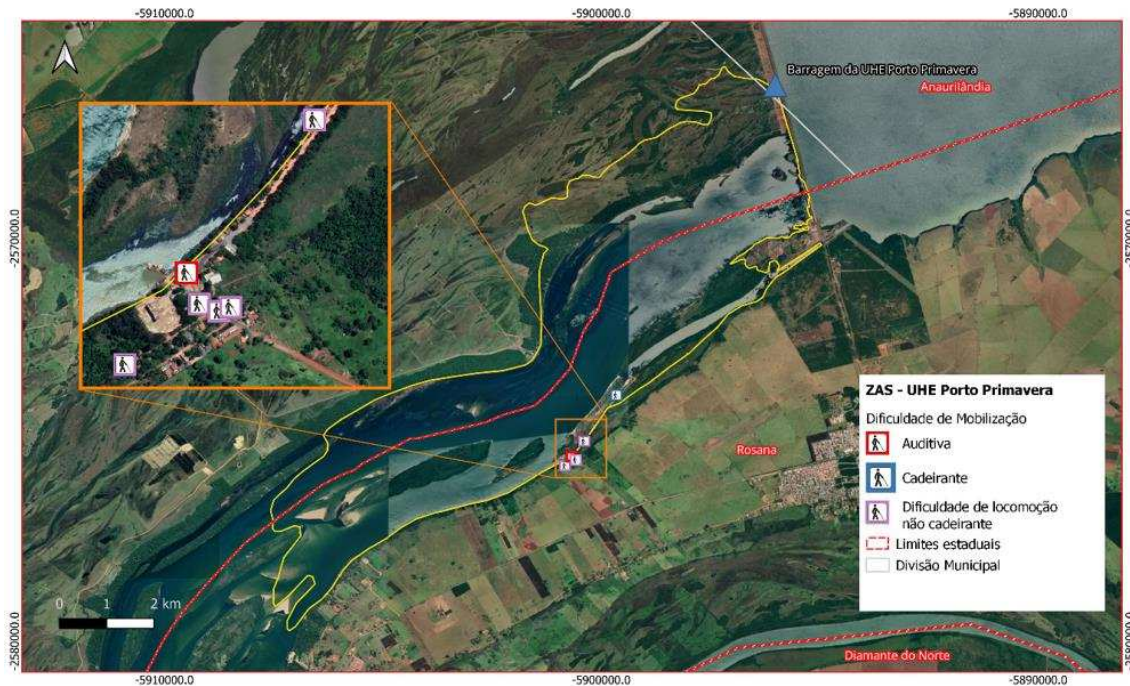 -5910000.0
-5900000.0
-5890000.0
Barragem da UHE Porto Primavera
Anaurilândia
-2570000.0
-2570000.0
ZAS - UHE Porto Primavera
Dificuldade de Mobilização
Auditiva
Cadeirante
Dificuldade de locomoção
não cadeirante
Limites estaduais
Divisão Municipal
Rosana
0 1 2 km
-2580000.0
-2580000.0
Diamante do Norte
-5910000.0
-5900000.0
-5890000.0